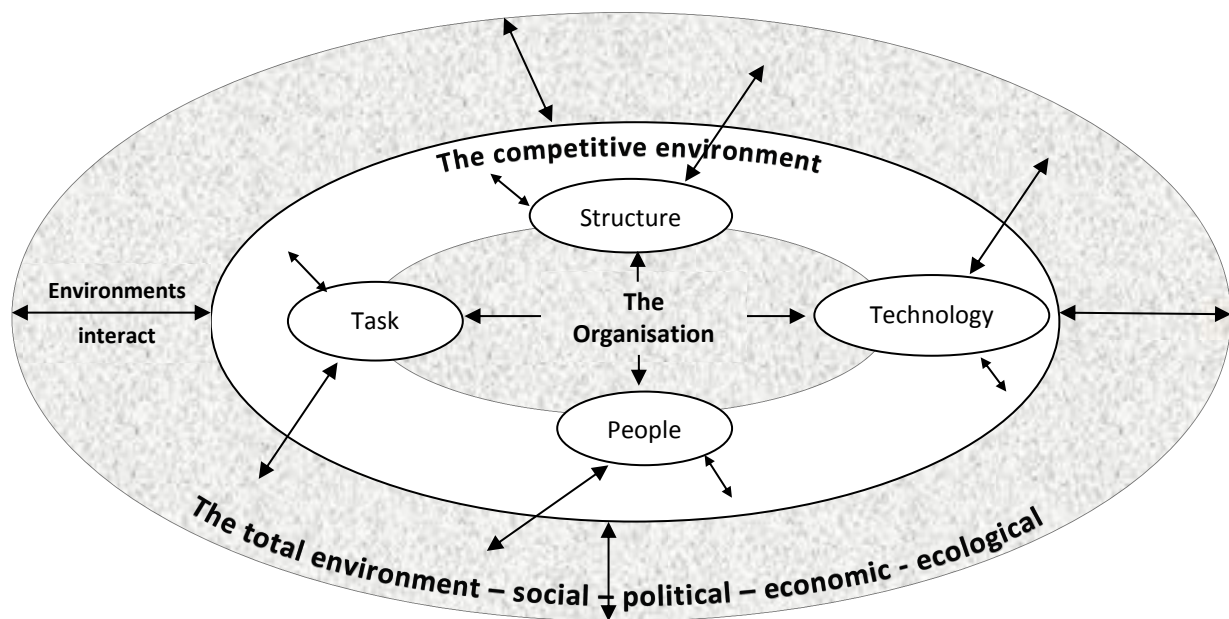 The competitive environment
Structure
Environments
interact
Task
The
Organisation
Technology
People
The total environment – social – political – economic - ecological